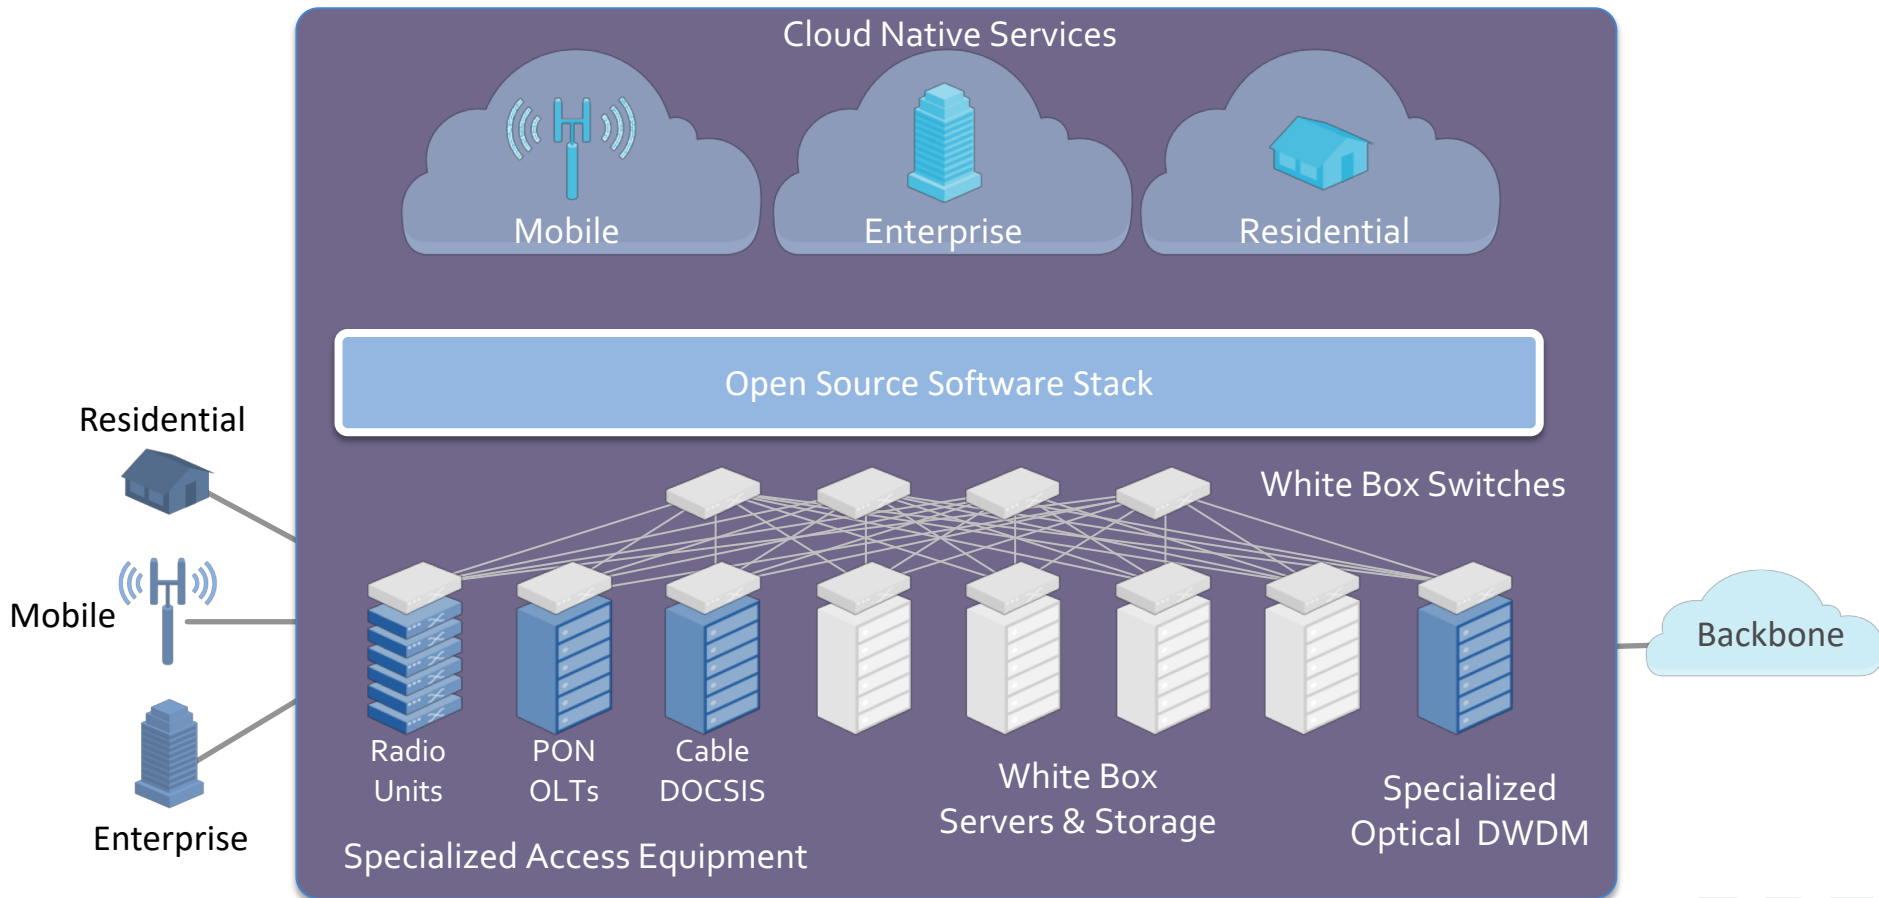 Cloud Native Services
Mobile
Enterprise
Residential
Open Source Software Stack
Residential
White Box Switches
Mobile
Backbone
Enterprise
Radio
Units
PON
OLTs
Cable
DOCSIS
White Box
Servers & Storage
Specialized
Optical DWDM
Specialized Access Equipment